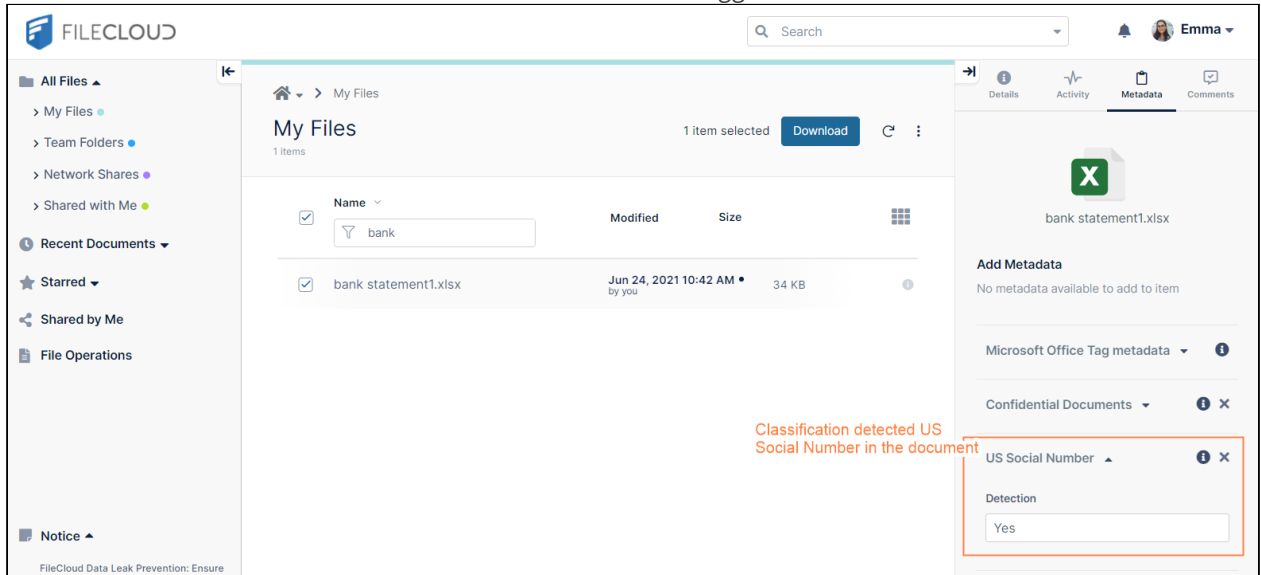 FILECLOUD
Search
Emma
All Files
My Files
Team Folders
Network Shares
Shared with Me
Recent Documents
Starred
Shared by Me
File Operations
Notice
FileCloud Data Leak Prevention: Ensure
My Files
My Files
1 items
1 item selected
Download
Name
bank
Modified
Size
bank statement1.xlsx
Jun 24, 2021 10:42 AM
by you
34 KB
Classification detected US
Social Number in the document
Details
Activity
Metadata
Comments
X
bank statement1.xlsx
Add Metadata
No metadata available to add to item
Microsoft Office Tag metadata
Confidential Documents
US Social Number
Detection
Yes